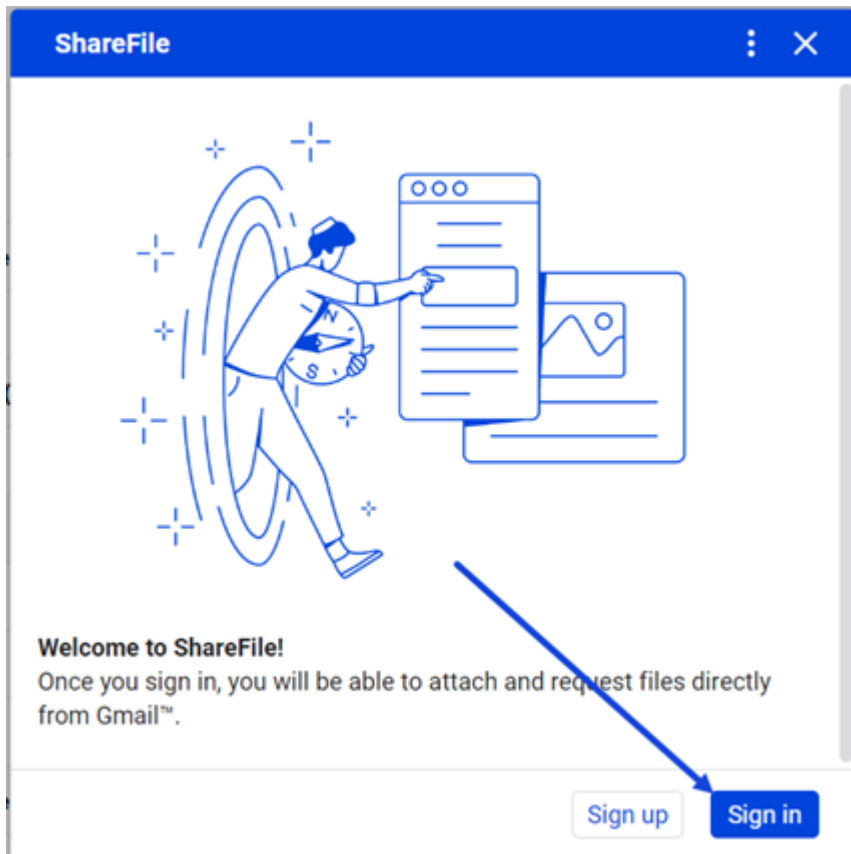 ShareFile
N
S
Welcome to ShareFile!
Once you sign in, you will be able to attach and request files directly
from Gmail™.
Sign up
Sign in